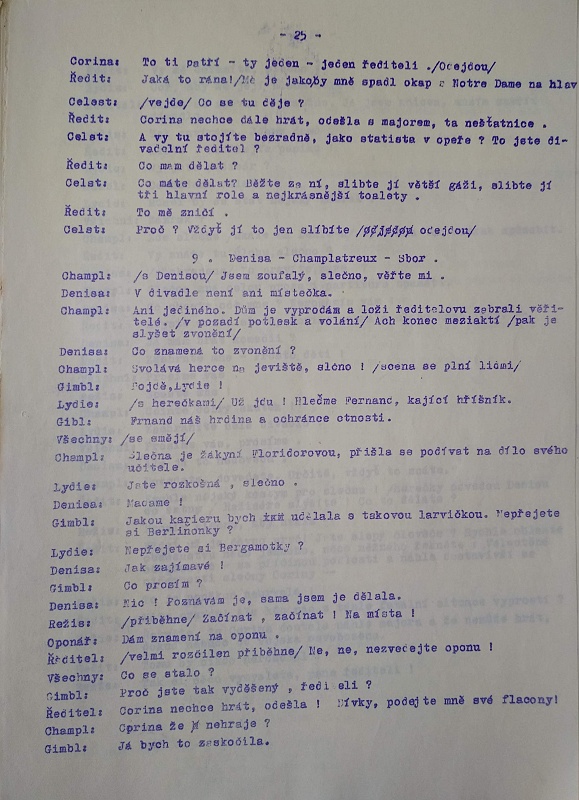 - 25 -
Corina: To ti patří - ty jeden - jeden řediteli ./Odejdou/
Ředit: Jaká to rána!/Mě je jakoby mně spadl okap z Notre Dame na hlav
Celest: /vejde/ Co se tu děje ?
Ředit: Corina nechce dále hrát, odešla s majorem, ta nešťatnice .
Celst: A vy tu stojíte bezradně, jako statista v opeře ? To jste di-
vadelní ředitel ?
Ředit: Co mam dělat ?
Celst: Co máte dělat? Běžte za ní, slibte jí větší gáži, slibte jí
tři hlavní role a nejkrásnější toalety .
Ředit: To mě zničí .
Celst: Proč ? Vždyť jí to jen slíbíte / odejdou/
9 . Denisa - Champlatreux - Sbor .
Champl: /s Denisou/ Jsem zoufalý, slečno, věřte mi .
Denisa: V divadle není ani místečka.
Champl: Ani jediného. Dům je vyprodám a loži ředitelovu zabrali věři-
telé. /v pozadí potlesk a volání/ Ach konec meziaktí /pak je
slyšet zvonění/
Denisa: Co znamená to zvonění ?
Champl: Svolává herce na jeviště, slčno ! /scena se plní lidmi/
Gimbl: Pojdě,Lydie !
Lydie: /s herečkami/ Už jdu ! Hleďme Fernand, kající hříšník.
Gibl: Frnand náš hrdina a ochránce ctnosti.
Všechny: /se smějí/
Champl: Slečna je žákyní Floridorovou, přišla se podívat na dílo svého
učitele.
Lydie: Jste rozkošná , slečno .
Denisa: Madame !
Gimbl: Jakou karieru bych udělala s takovou larvičkou. Nepřejete
si Berlinonky ?
Lydie: Nepřejete si Bergamotky ?
Denisa: Jak zajímavé !
Gimbl: Co prosím ?
Denisa: Nic ! Poznávám je, sama jsem je dělala.
Režis: /přiběhne/ Začínat , začínat ! Na místa !
Oponář: Dám znamení na oponu .
Ředitel: /velmi rozčilen přiběhne/ Ne, ne, nezvedejte oponu !
Všechny: Co se stalo ?
Gimbl: Proč jste tak vyděšený , řediteli ?
Ředitel: Corina nechce hrát, odešla ! Dívky, podejte mně své flacony!
Champl: Corina že nehraje ?
Gimbl: Já bych to zaskočila.